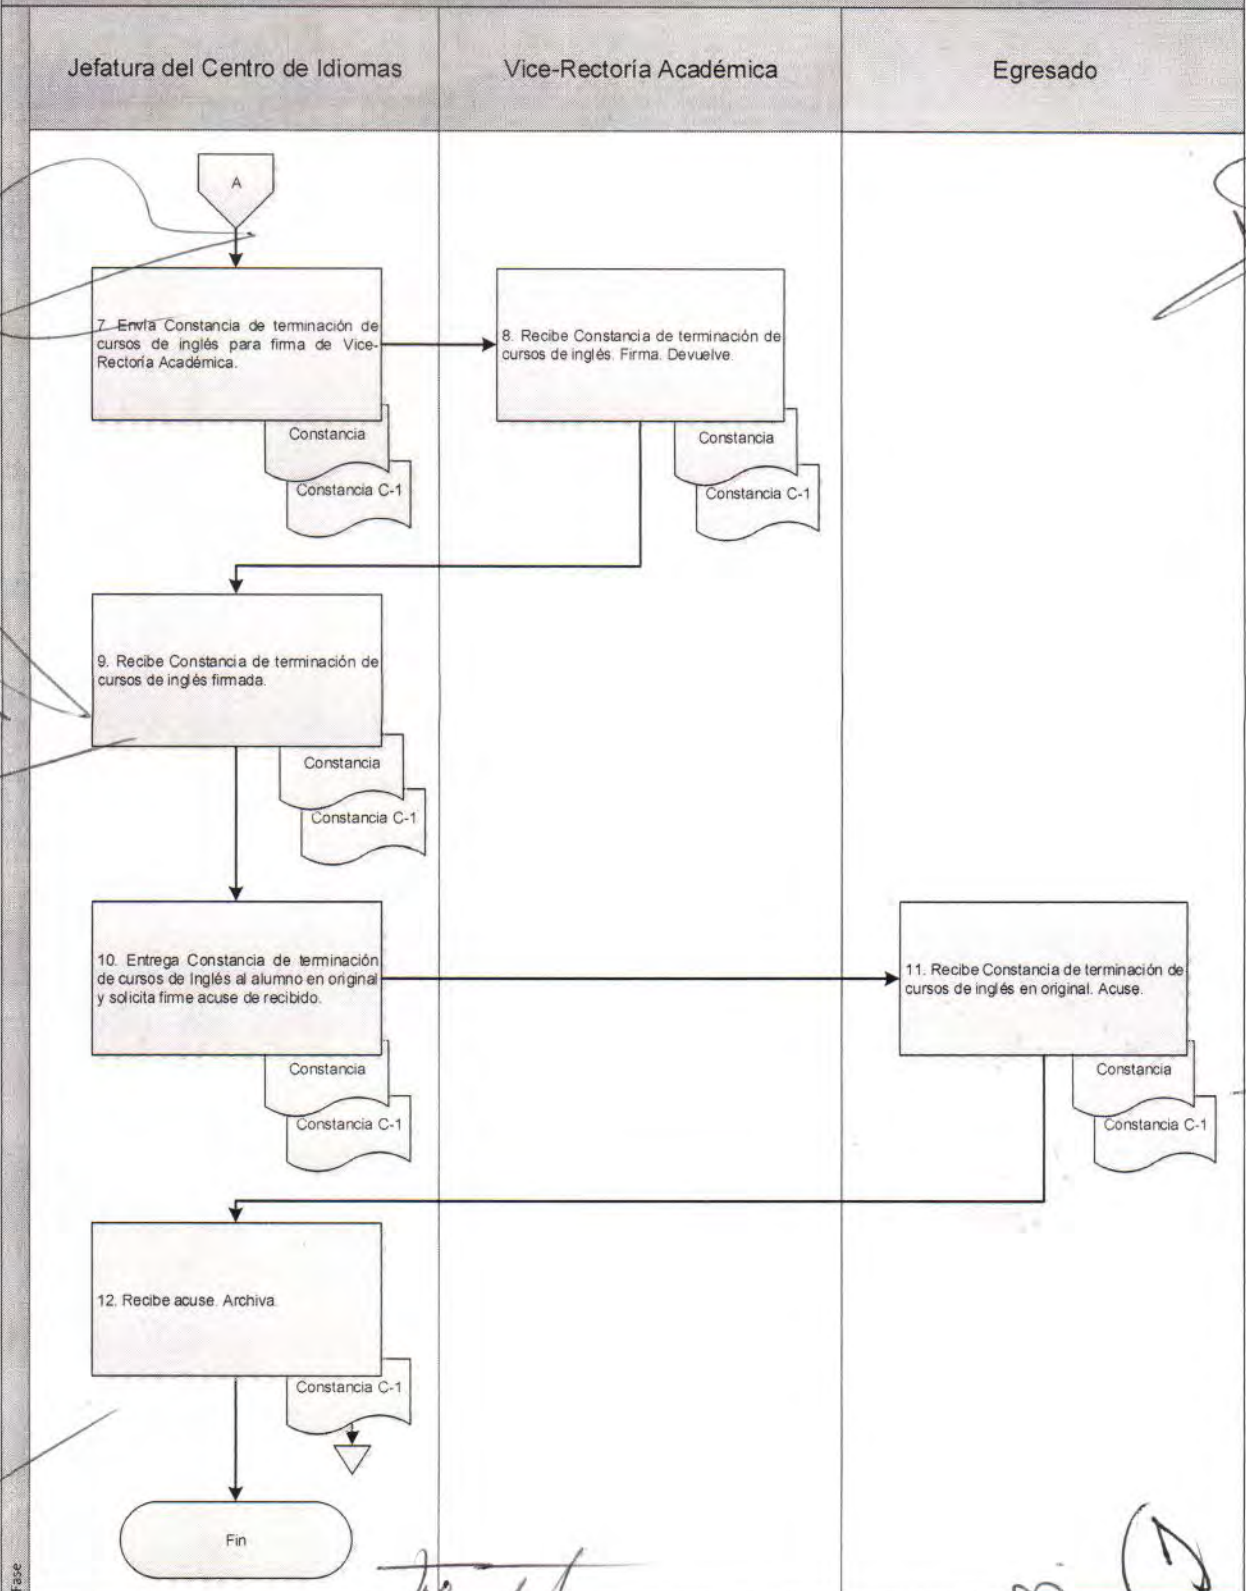 Jefatura del Centro de Idiomas
Vice-Rectoría Académica
Egresado
A
7. Envía Constancia de terminación de
cursos de inglés para firma de Vice-
Rectoría Académica.
Constancia
Constancia C-1
8. Recibe Constancia de terminación de
cursos de inglés. Firma. Devuelve.
Constancia
Constancia C-1
9. Recibe Constancia de terminación de
cursos de inglés firmada.
Constancia
Constancia C-1
10. Entrega Constancia de terminación
de cursos de Inglés al alumno en original
y solicita firme acuse de recibido.
Constancia
Constancia C-1
11. Recibe Constancia de terminación de
cursos de inglés en original. Acuse.
Constancia
Constancia C-1
12. Recibe acuse. Archiva.
Constancia C-1
Fin
Fase